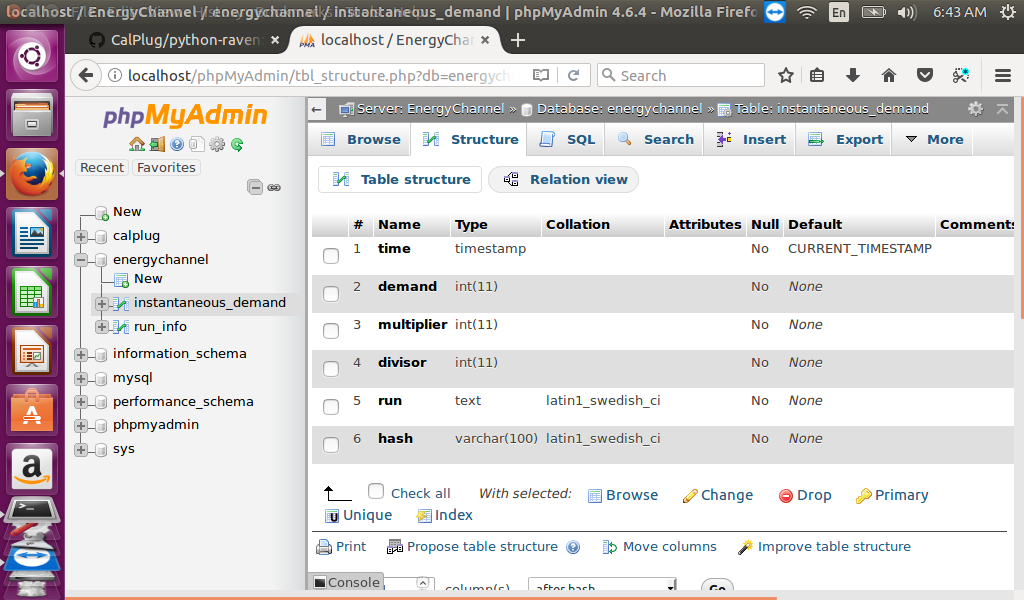 localhost / EnergyChannel / energychannel / instantaneous_demand | phpMyAdmin 4.6.4 - Mozilla Firefo
En
6:43 AM
CalPlug/python-raven
localhost / EnergyChan
localhost/phpMyAdmin/tbl_structure.php?db=energych
Search
phpMyAdmin
Recent
Favorites
New
calplug
energychannel
New
instantaneous_demand
run_info
information_schema
mysql
performance_schema
phpmyadmin
sys
Server: EnergyChannel » Database: energychannel » Table: instantaneous_demand
Browse Structure SQL Search Insert Export More
Table structure Relation view
# Name Type Collation Attributes Null Default Comments
1 time timestamp No CURRENT_TIMESTAMP
2 demand int(11) No None
3 multiplier int(11) No None
4 divisor int(11) No None
5 run text latin1_swedish_ci No None
6 hash varchar(100) latin1_swedish_ci No None
Check all With selected: Browse Change Drop Primary
Unique Index
Print Propose table structure Move columns Improve table structure
Console column(s) after hash Go